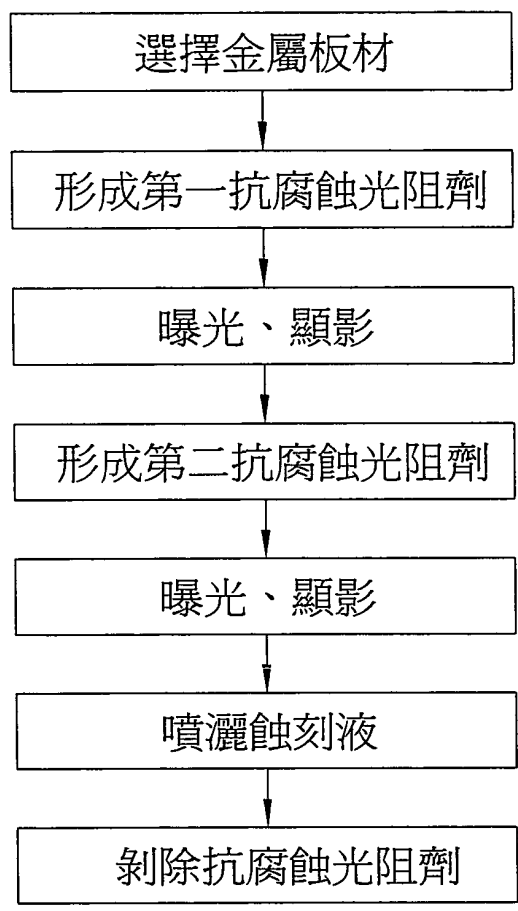 選擇金屬板材
形成第一抗腐蝕光阻劑
曝光、顯影
形成第二抗腐蝕光阻劑
曝光、顯影
噴灑蝕刻液
剝除抗腐蝕光阻劑